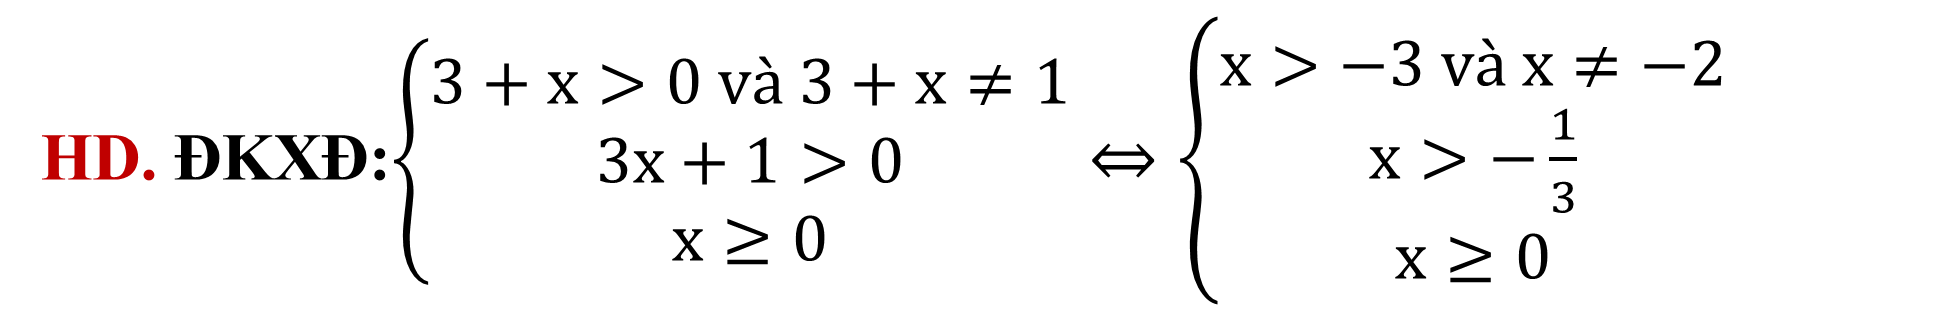 HD. ĐKXĐ: { 3 + x > 0 và 3 + x ≠ 1
3x + 1 > 0
x ≥ 0
⇔ { x > −3 và x ≠ −2
x > − 1/3
x ≥ 0